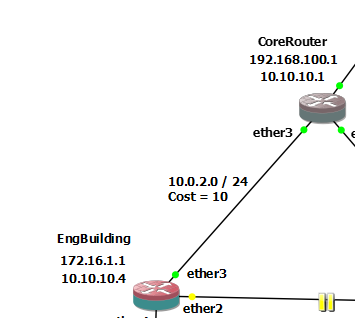 CoreRouter
192.168.100.1
10.10.10.1
ether3
10.0.2.0 / 24
Cost = 10
EngBuilding
172.16.1.1
10.10.10.4
ether3
ether2